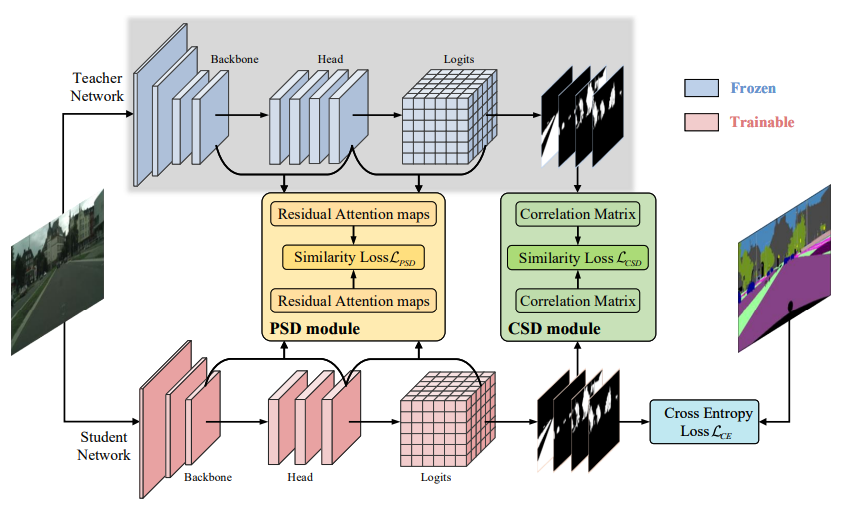 Backbone
Head
Logits
Teacher
Network
Frozen
Trainable
Residual Attention maps
Similarity Loss ℒPSD
Residual Attention maps
PSD module
Correlation Matrix
Similarity Loss ℒCSD
Correlation Matrix
CSD module
Student
Network
Backbone
Head
Logits
Cross Entropy
Loss ℒCE